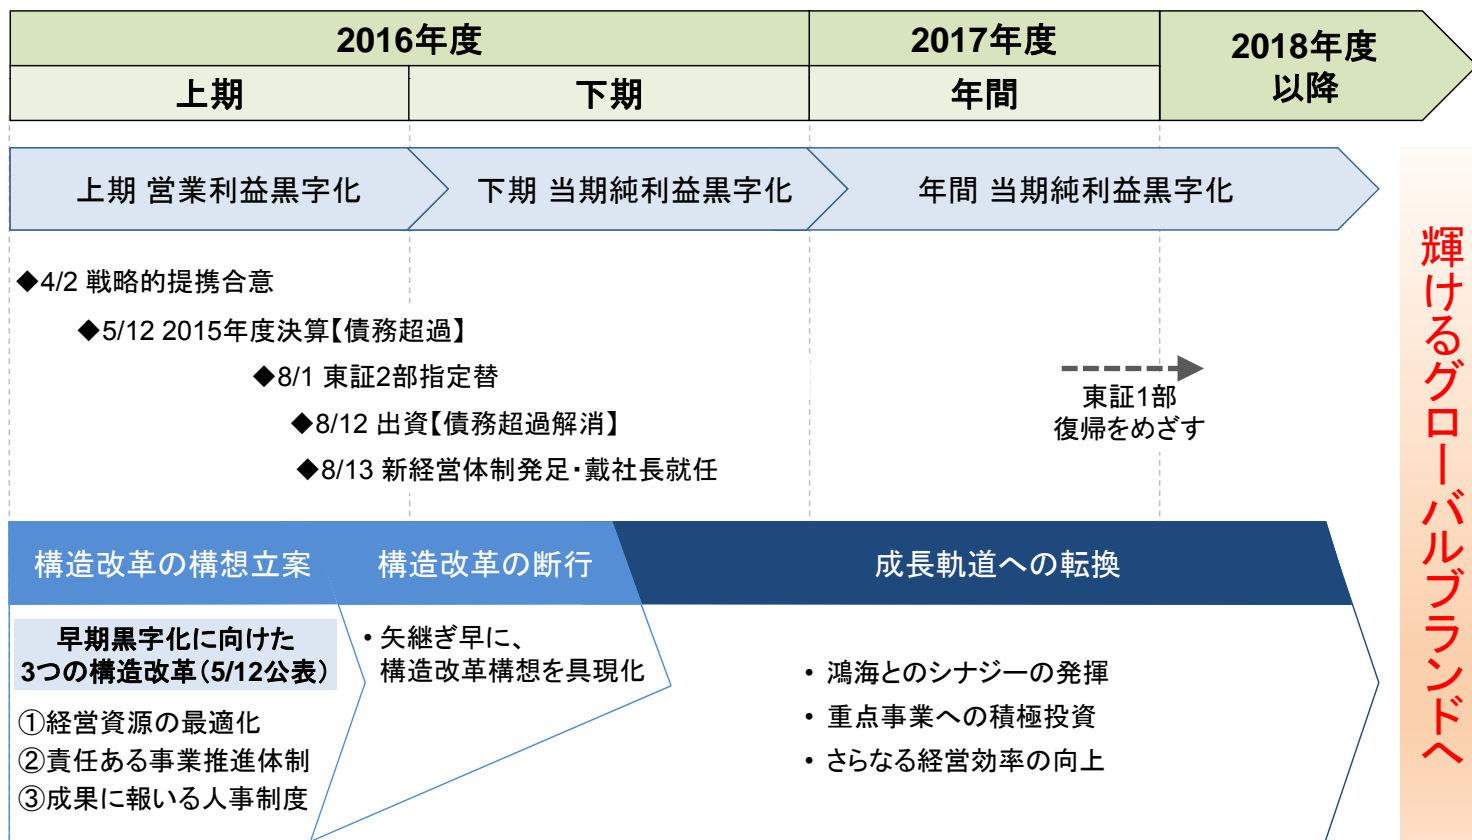 2016年度
2017年度
2018年度
以降
上期
下期
年間
上期 営業利益黒字化
下期 当期純利益黒字化
年間 当期純利益黒字化
◆4/2 戦略的提携合意
◆5/12 2015年度決算【債務超過】
◆8/1 東証2部指定替
◆8/12 出資【債務超過解消】
◆8/13 新経営体制発足・戴社長就任
東証1部
復帰をめざす
構造改革の構想立案
構造改革の断行
成長軌道への転換
早期黒字化に向けた
3つの構造改革（5/12公表）
①経営資源の最適化
②責任ある事業推進体制
③成果に報いる人事制度
・矢継ぎ早に、
構造改革構想を具現化
• 鴻海とのシナジーの発揮
• 重点事業への積極投資
• さらなる経営効率の向上
輝けるグローバルブランドへ